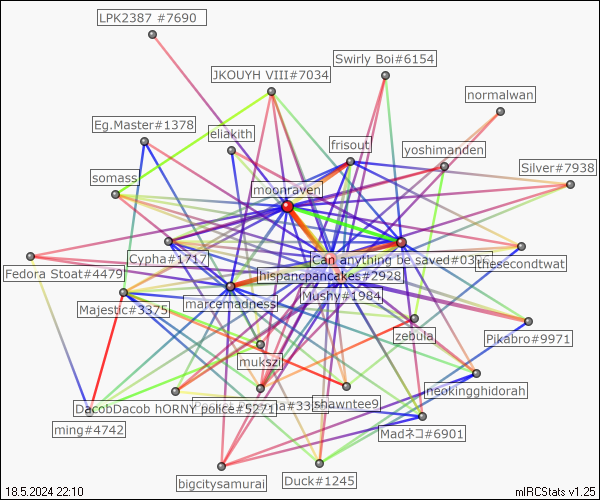 LPK2387 #7690
Swirly Boi#6154
JKOUYH VIII#7034
normalwan
Eg.Master#1378
eliakith
frisout
yoshimanden
somass
Silver#7938
moonraven
Cypha#1717
Can anything be saved#03
thesecondtwat
Fedora Stoat#4479
hispancpancakes#2928
marcemadness
Mushy#1984
Majestic#3375
zebula
Pikabro#9971
mukszi
neokingghidorah
DacobDacob hORNY police#5271
shawntee9
ming#4742
Madネコ#6901
bigcitysamurai
Duck#1245
18.5.2024 22:10
mIRCStats v1.25